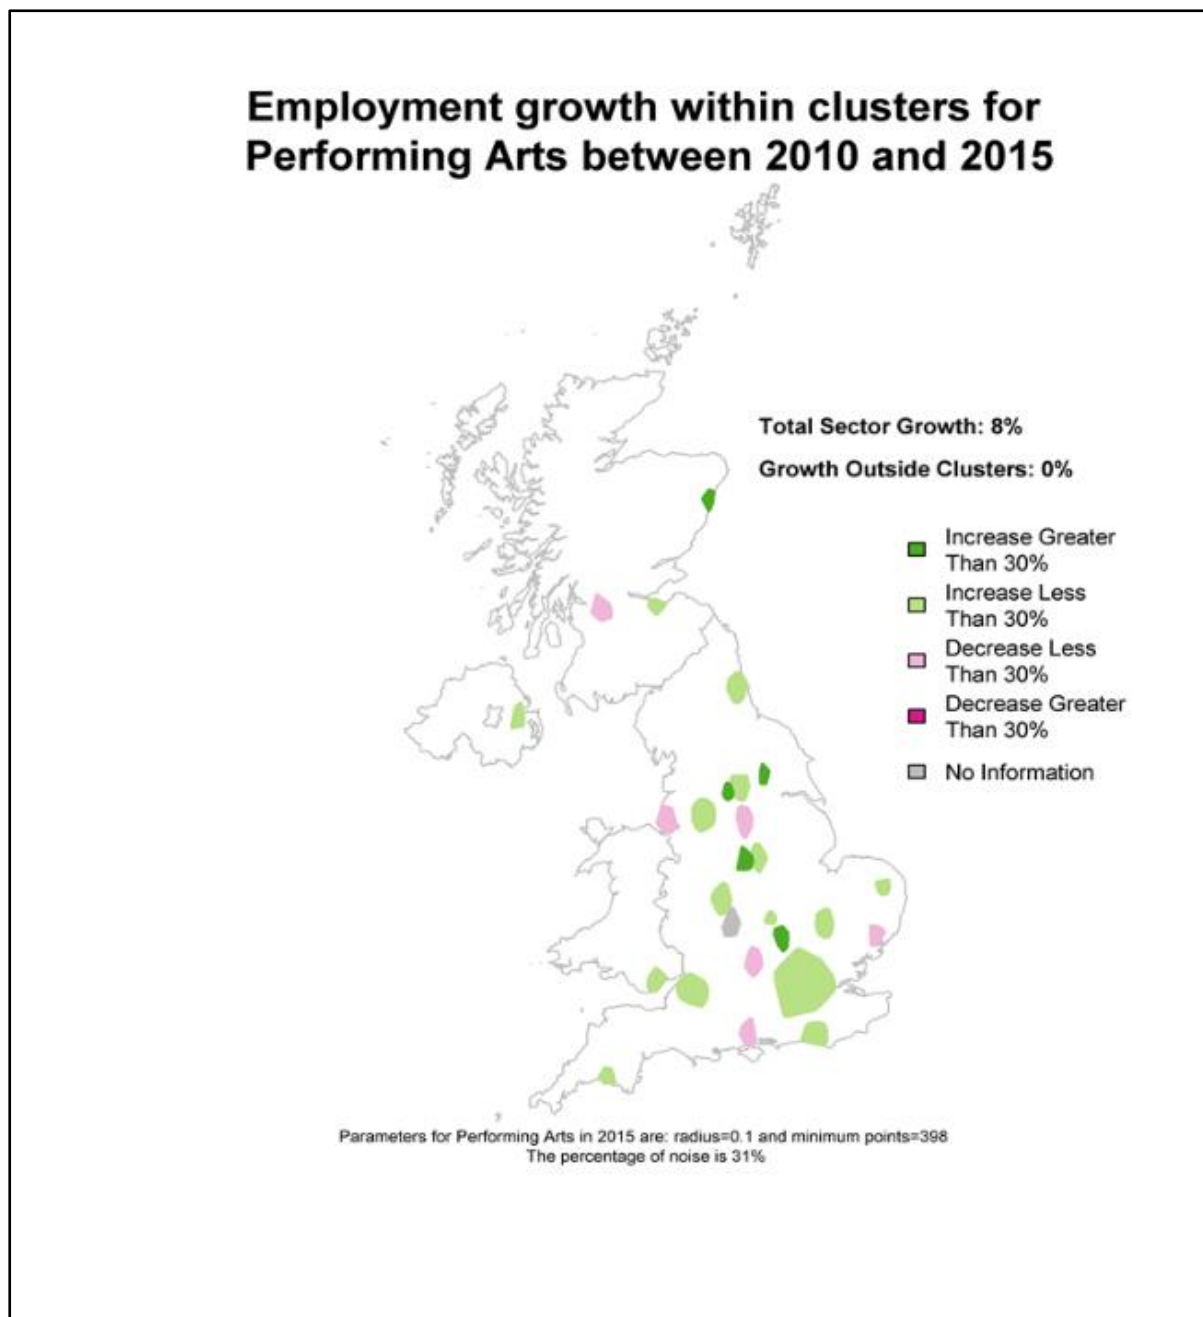 Employment growth within clusters for
Performing Arts between 2010 and 2015
Total Sector Growth: 8%
Growth Outside Clusters: 0%
Increase Greater
Than 30%
Increase Less
Than 30%
Decrease Less
Than 30%
Decrease Greater
Than 30%
No Information
Parameters for Performing Arts in 2015 are: radius=0.1 and minimum points=398
The percentage of noise is 31%